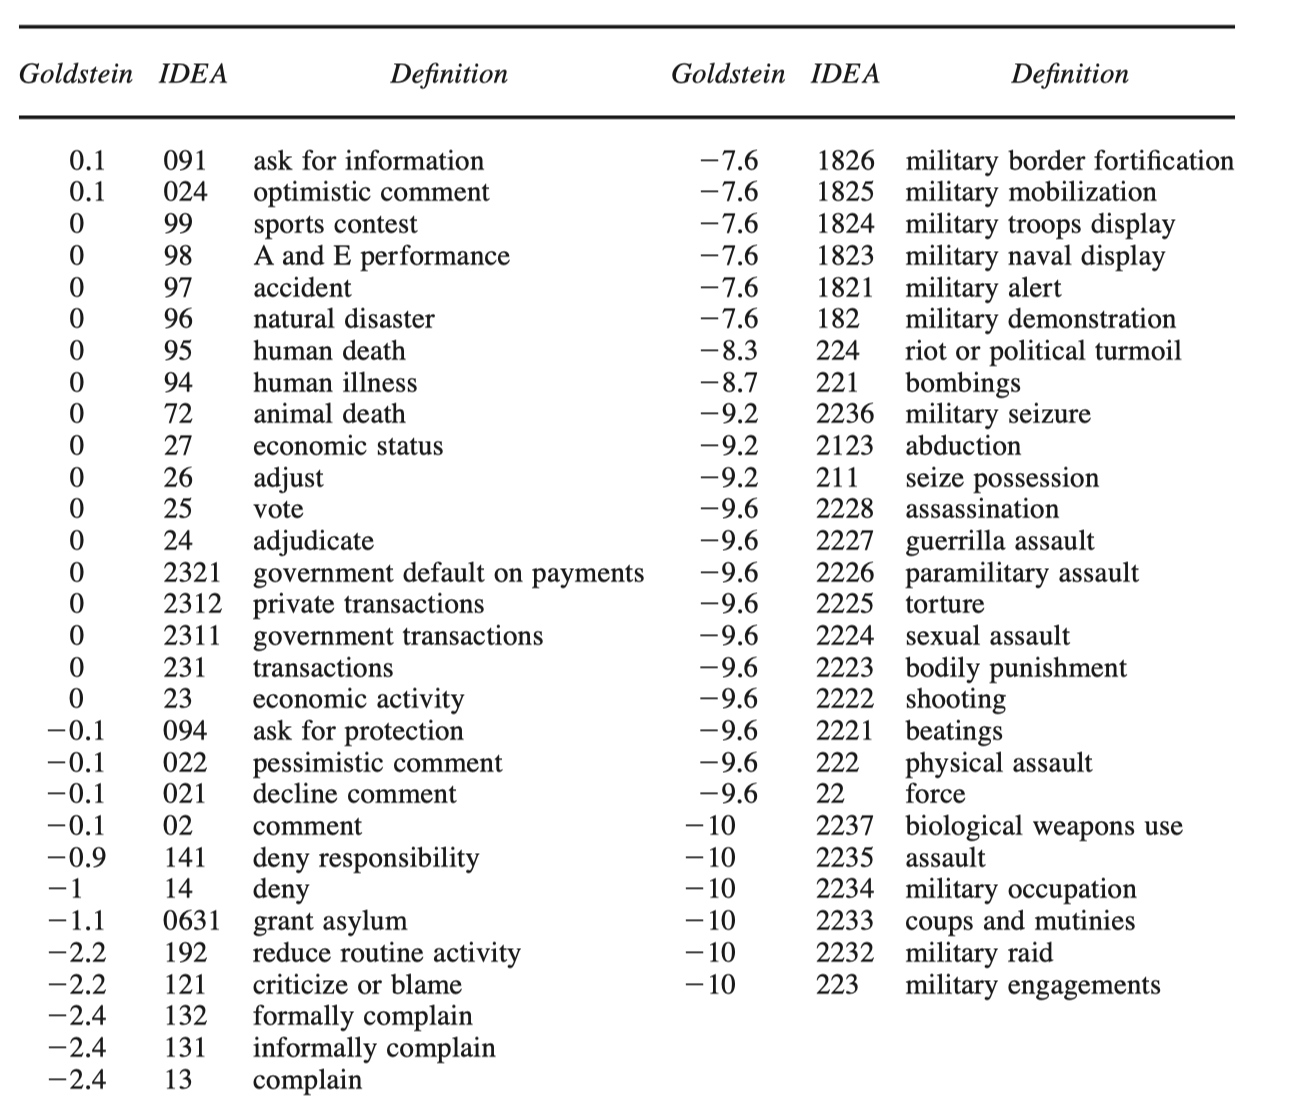 Goldstein IDEA Definition Goldstein IDEA Definition
0.1 091 ask for information −7.6 1826 military border fortification
0.1 024 optimistic comment −7.6 1825 military mobilization
0 99 sports contest −7.6 1824 military troops display
0 98 A and E performance −7.6 1823 military naval display
0 97 accident −7.6 1821 military alert
0 96 natural disaster −7.6 182 military demonstration
0 95 human death −8.3 224 riot or political turmoil
0 94 human illness −8.7 221 bombings
0 72 animal death −9.2 2236 military seizure
0 27 economic status −9.2 2123 abduction
0 26 adjust −9.2 211 seize possession
0 25 vote −9.6 2228 assassination
0 24 adjudicate −9.6 2227 guerrilla assault
0 2321 government default on payments −9.6 2226 paramilitary assault
0 2312 private transactions −9.6 2225 torture
0 2311 government transactions −9.6 2224 sexual assault
0 231 transactions −9.6 2223 bodily punishment
0 23 economic activity −9.6 2222 shooting
−0.1 094 ask for protection −9.6 2221 beatings
−0.1 022 pessimistic comment −9.6 222 physical assault
−0.1 021 decline comment −9.6 22 force
−0.1 02 comment −10 2237 biological weapons use
−0.9 141 deny responsibility −10 2235 assault
−1 14 deny −10 2234 military occupation
−1.1 0631 grant asylum −10 2233 coups and mutinies
−2.2 192 reduce routine activity −10 2232 military raid
−2.2 121 criticize or blame −10 223 military engagements
−2.4 132 formally complain
−2.4 131 informally complain
−2.4 13 complain